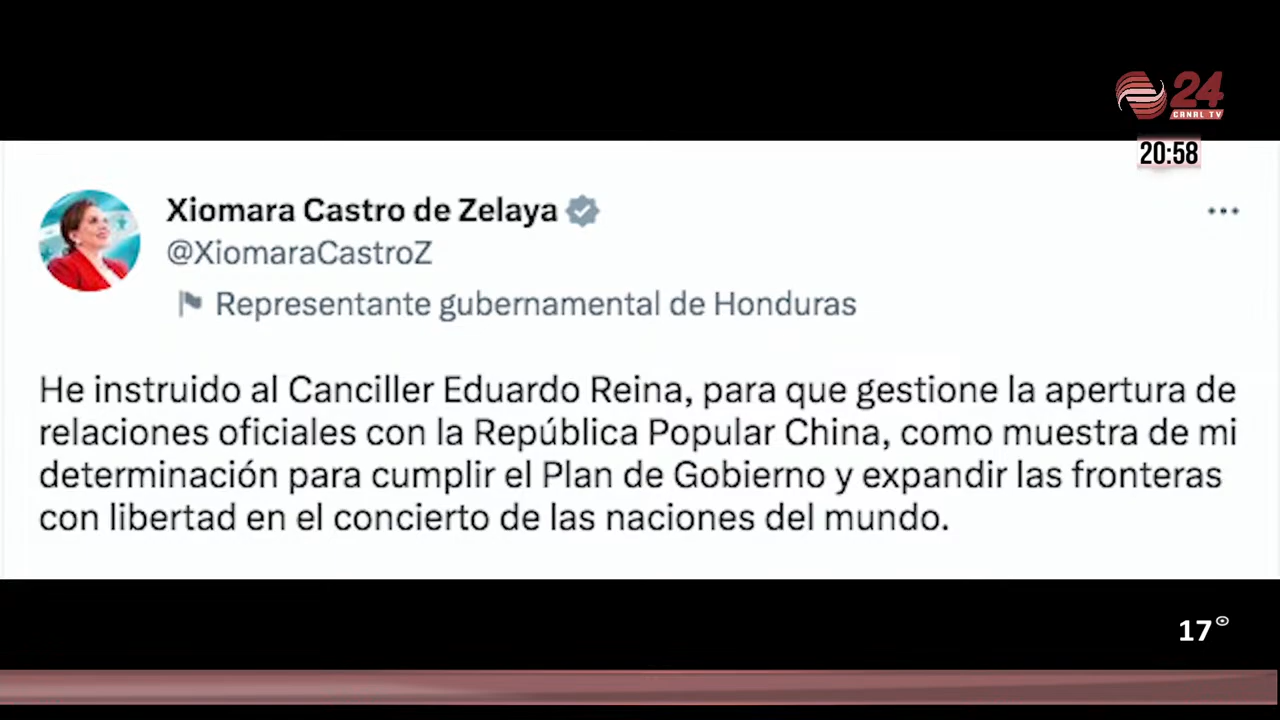 24
CANAL TV
20:58
Xiomara Castro de Zelaya
@XiomaraCastroZ
Representante gubernamental de Honduras
He instruido al Canciller Eduardo Reina, para que gestione la apertura de
relaciones oficiales con la República Popular China, como muestra de mi
determinación para cumplir el Plan de Gobierno y expandir las fronteras
con libertad en el concierto de las naciones del mundo.
17°